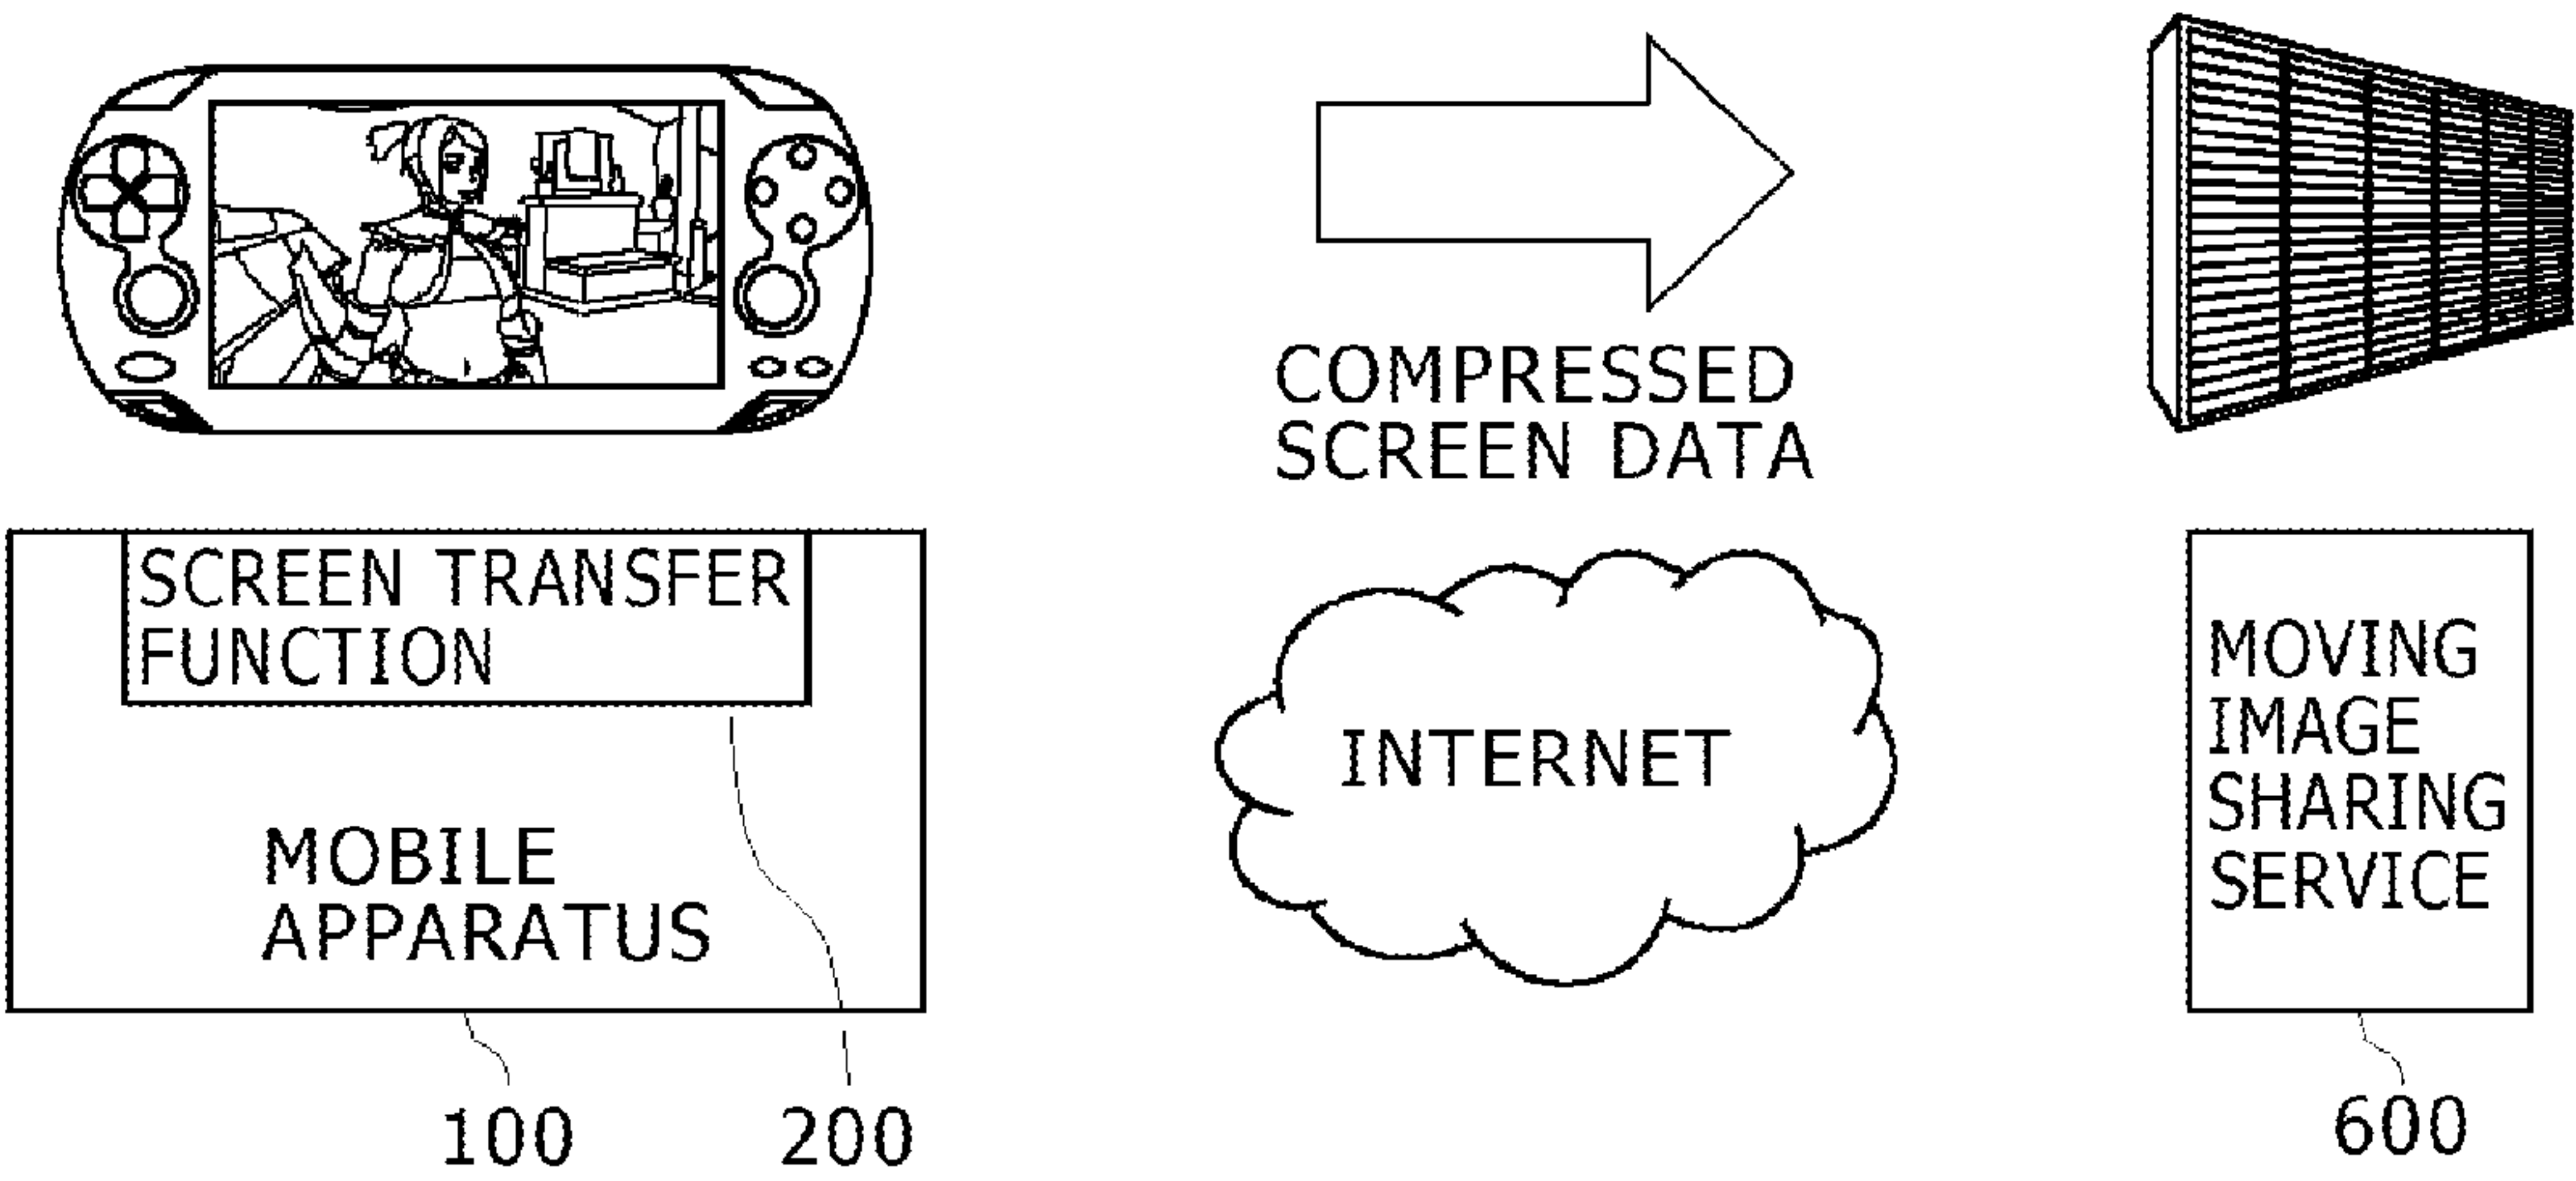 COMPRESSED
SCREEN DATA
SCREEN TRANSFER
FUNCTION
MOBILE
APPARATUS
INTERNET
MOVING
IMAGE
SHARING
SERVICE
100
200
600